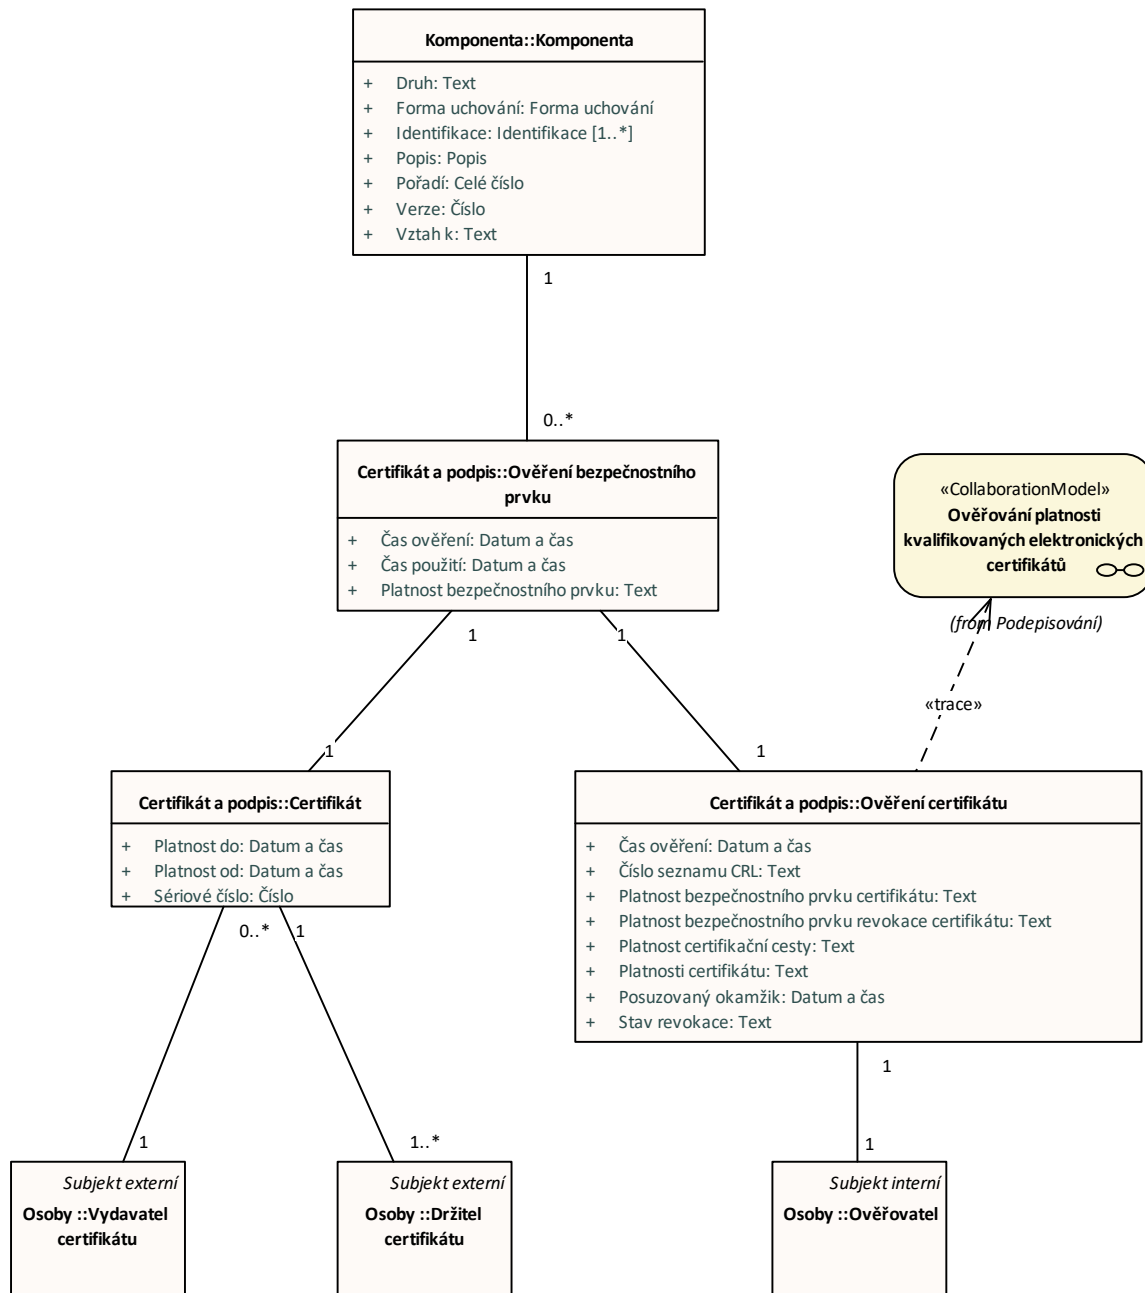 Komponenta::Komponenta
+ Druh: Text
+ Forma uchování: Forma uchování
+ Identifikace: Identifikace [1..*]
+ Popis: Popis
+ Pořadí: Celé číslo
+ Verze: Číslo
+ Vztah k: Text
1
0..*
Certifikát a podpis::Ověření bezpečnostního
prvku
+ Čas ověření: Datum a čas
+ Čas použití: Datum a čas
+ Platnost bezpečnostního prvku: Text
«CollaborationModel»
Ověřování platnosti
kvalifikovaných elektronických
certifikátů
(from Podepisování)
1
1
«trace»
1
1
Certifikát a podpis::Certifikát
+ Platnost do: Datum a čas
+ Platnost od: Datum a čas
+ Sériové číslo: Číslo
Certifikát a podpis::Ověření certifikátu
+ Čas ověření: Datum a čas
+ Číslo seznamu CRL: Text
+ Platnost bezpečnostního prvku certifikátu: Text
+ Platnost bezpečnostního prvku revokace certifikátu: Text
+ Platnost certifikační cesty: Text
+ Platnosti certifikátu: Text
+ Posuzovaný okamžik: Datum a čas
+ Stav revokace: Text
0..*
1
1
1
1..*
1
Subjekt externí
Osoby ::Vydavatel
certifikátu
Subjekt externí
Osoby ::Držitel
certifikátu
Subjekt interní
Osoby ::Ověřovatel